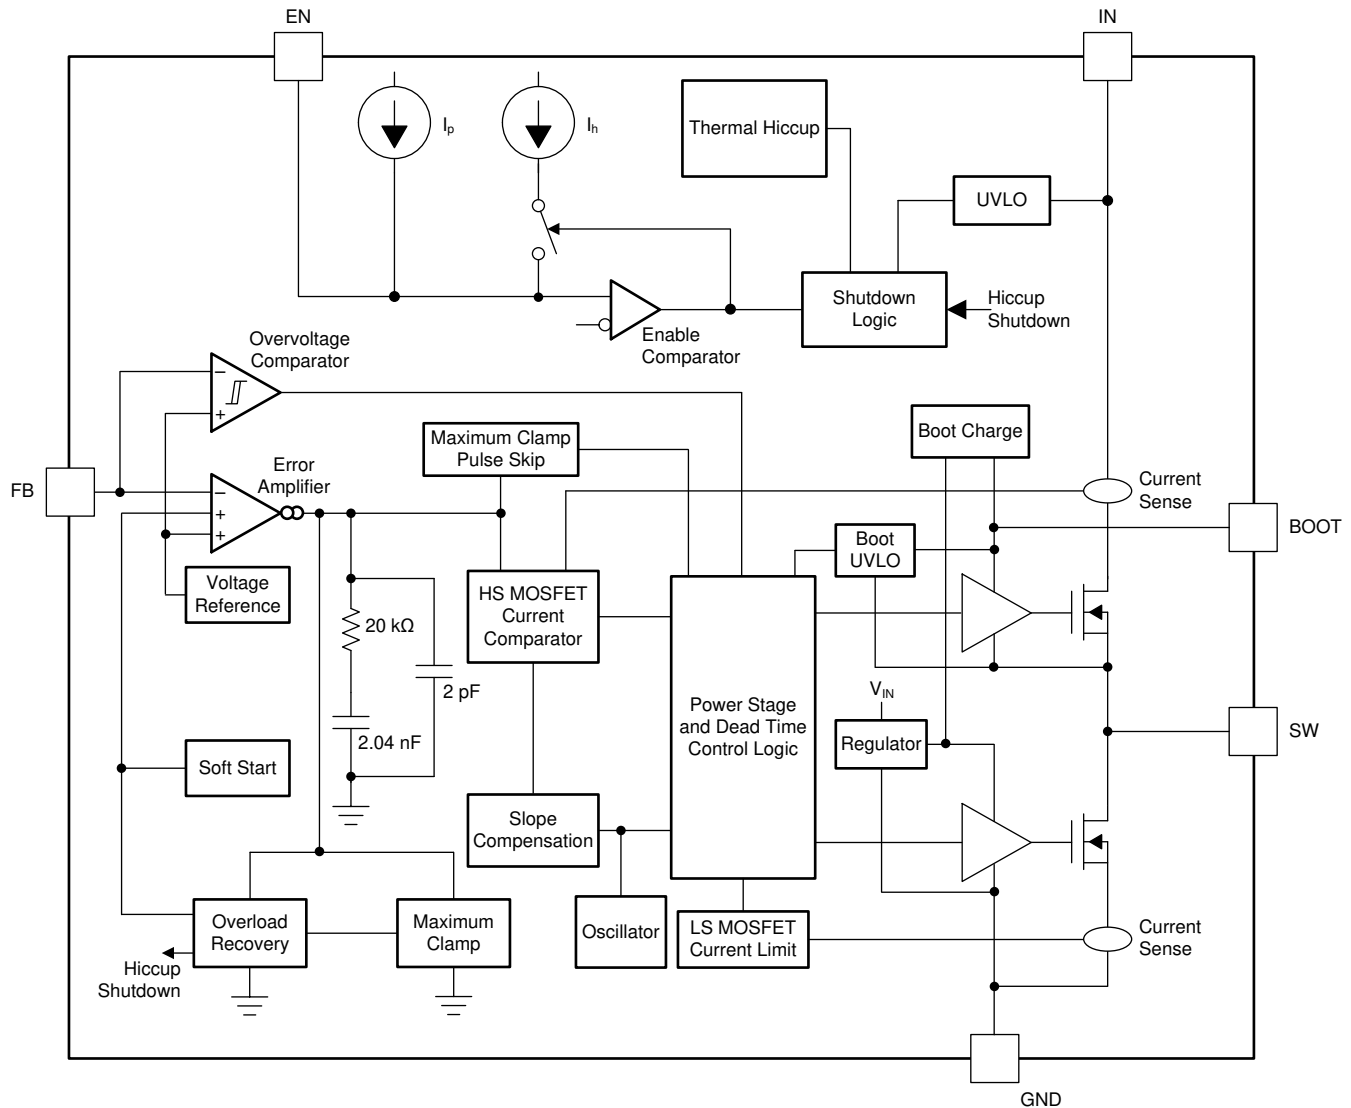 EN
IN
Ip
Ih
Thermal Hiccup
UVLO
Shutdown
Logic
Hiccup
Shutdown
Enable
Comparator
Overvoltage
Comparator
−
+
Maximum Clamp
Pulse Skip
Boot Charge
Current
Sense
FB
Error
Amplifier
−
+
+
BOOT
Boot
UVLO
Voltage
Reference
HS MOSFET
Current
Comparator
20 kΩ
2 pF
2.04 nF
Power Stage
and Dead Time
Control Logic
VIN
Regulator
SW
Soft Start
Slope
Compensation
Overload
Recovery
Maximum
Clamp
Oscillator
LS MOSFET
Current Limit
Current
Sense
Hiccup
Shutdown
GND